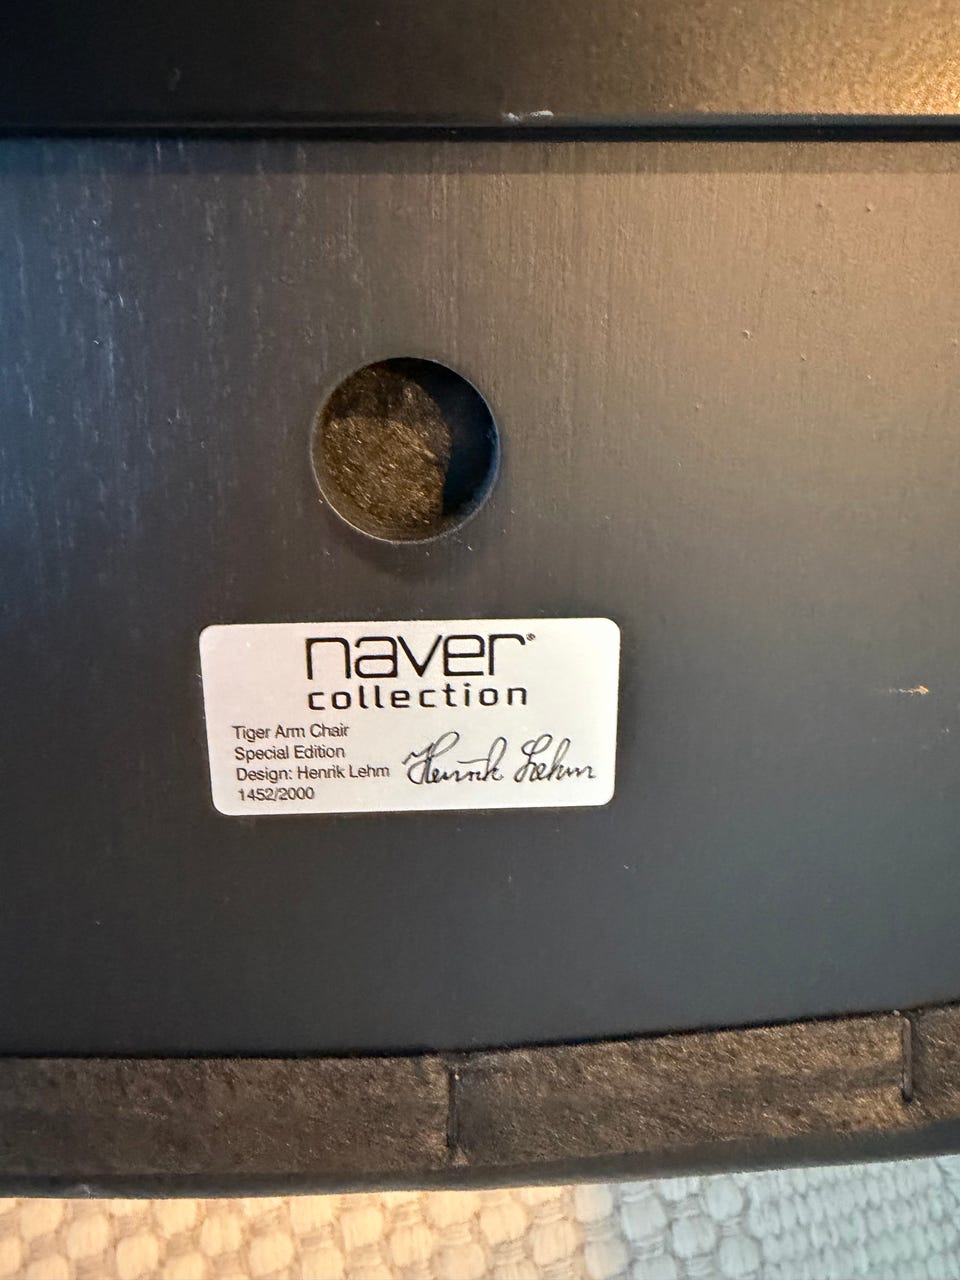 naver®
collection
Tiger Arm Chair
Special Edition
Design: Henrik Lehm
1452/2000
Henrik Lehm